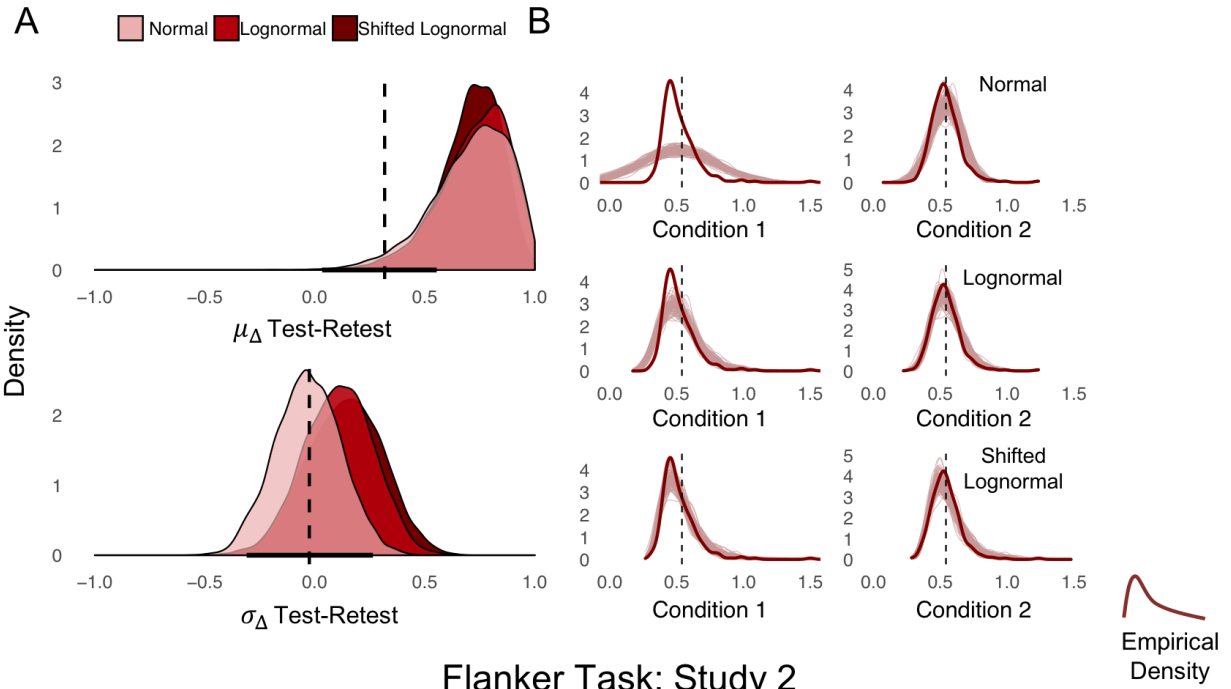 A
Normal Lognormal Shifted Lognormal
3
2
1
0
−1.0 −0.5 0.0 0.5 1.0
μΔ Test-Retest
Density
2
1
0
−1.0 −0.5 0.0 0.5 1.0
σΔ Test-Retest
B
4
3
2
1
0
0.0 0.5 1.0 1.5
Condition 1
4
3
2
1
0
0.0 0.5 1.0 1.5
Condition 2
Normal
4
3
2
1
0
0.0 0.5 1.0 1.5
Condition 1
5
4
3
2
1
0
0.0 0.5 1.0 1.5
Condition 2
Lognormal
4
3
2
1
0
0.0 0.5 1.0 1.5
Condition 1
5
4
3
2
1
0
0.0 0.5 1.0 1.5
Condition 2
Shifted
Lognormal
Empirical
Density
Flanker Task: Study 2